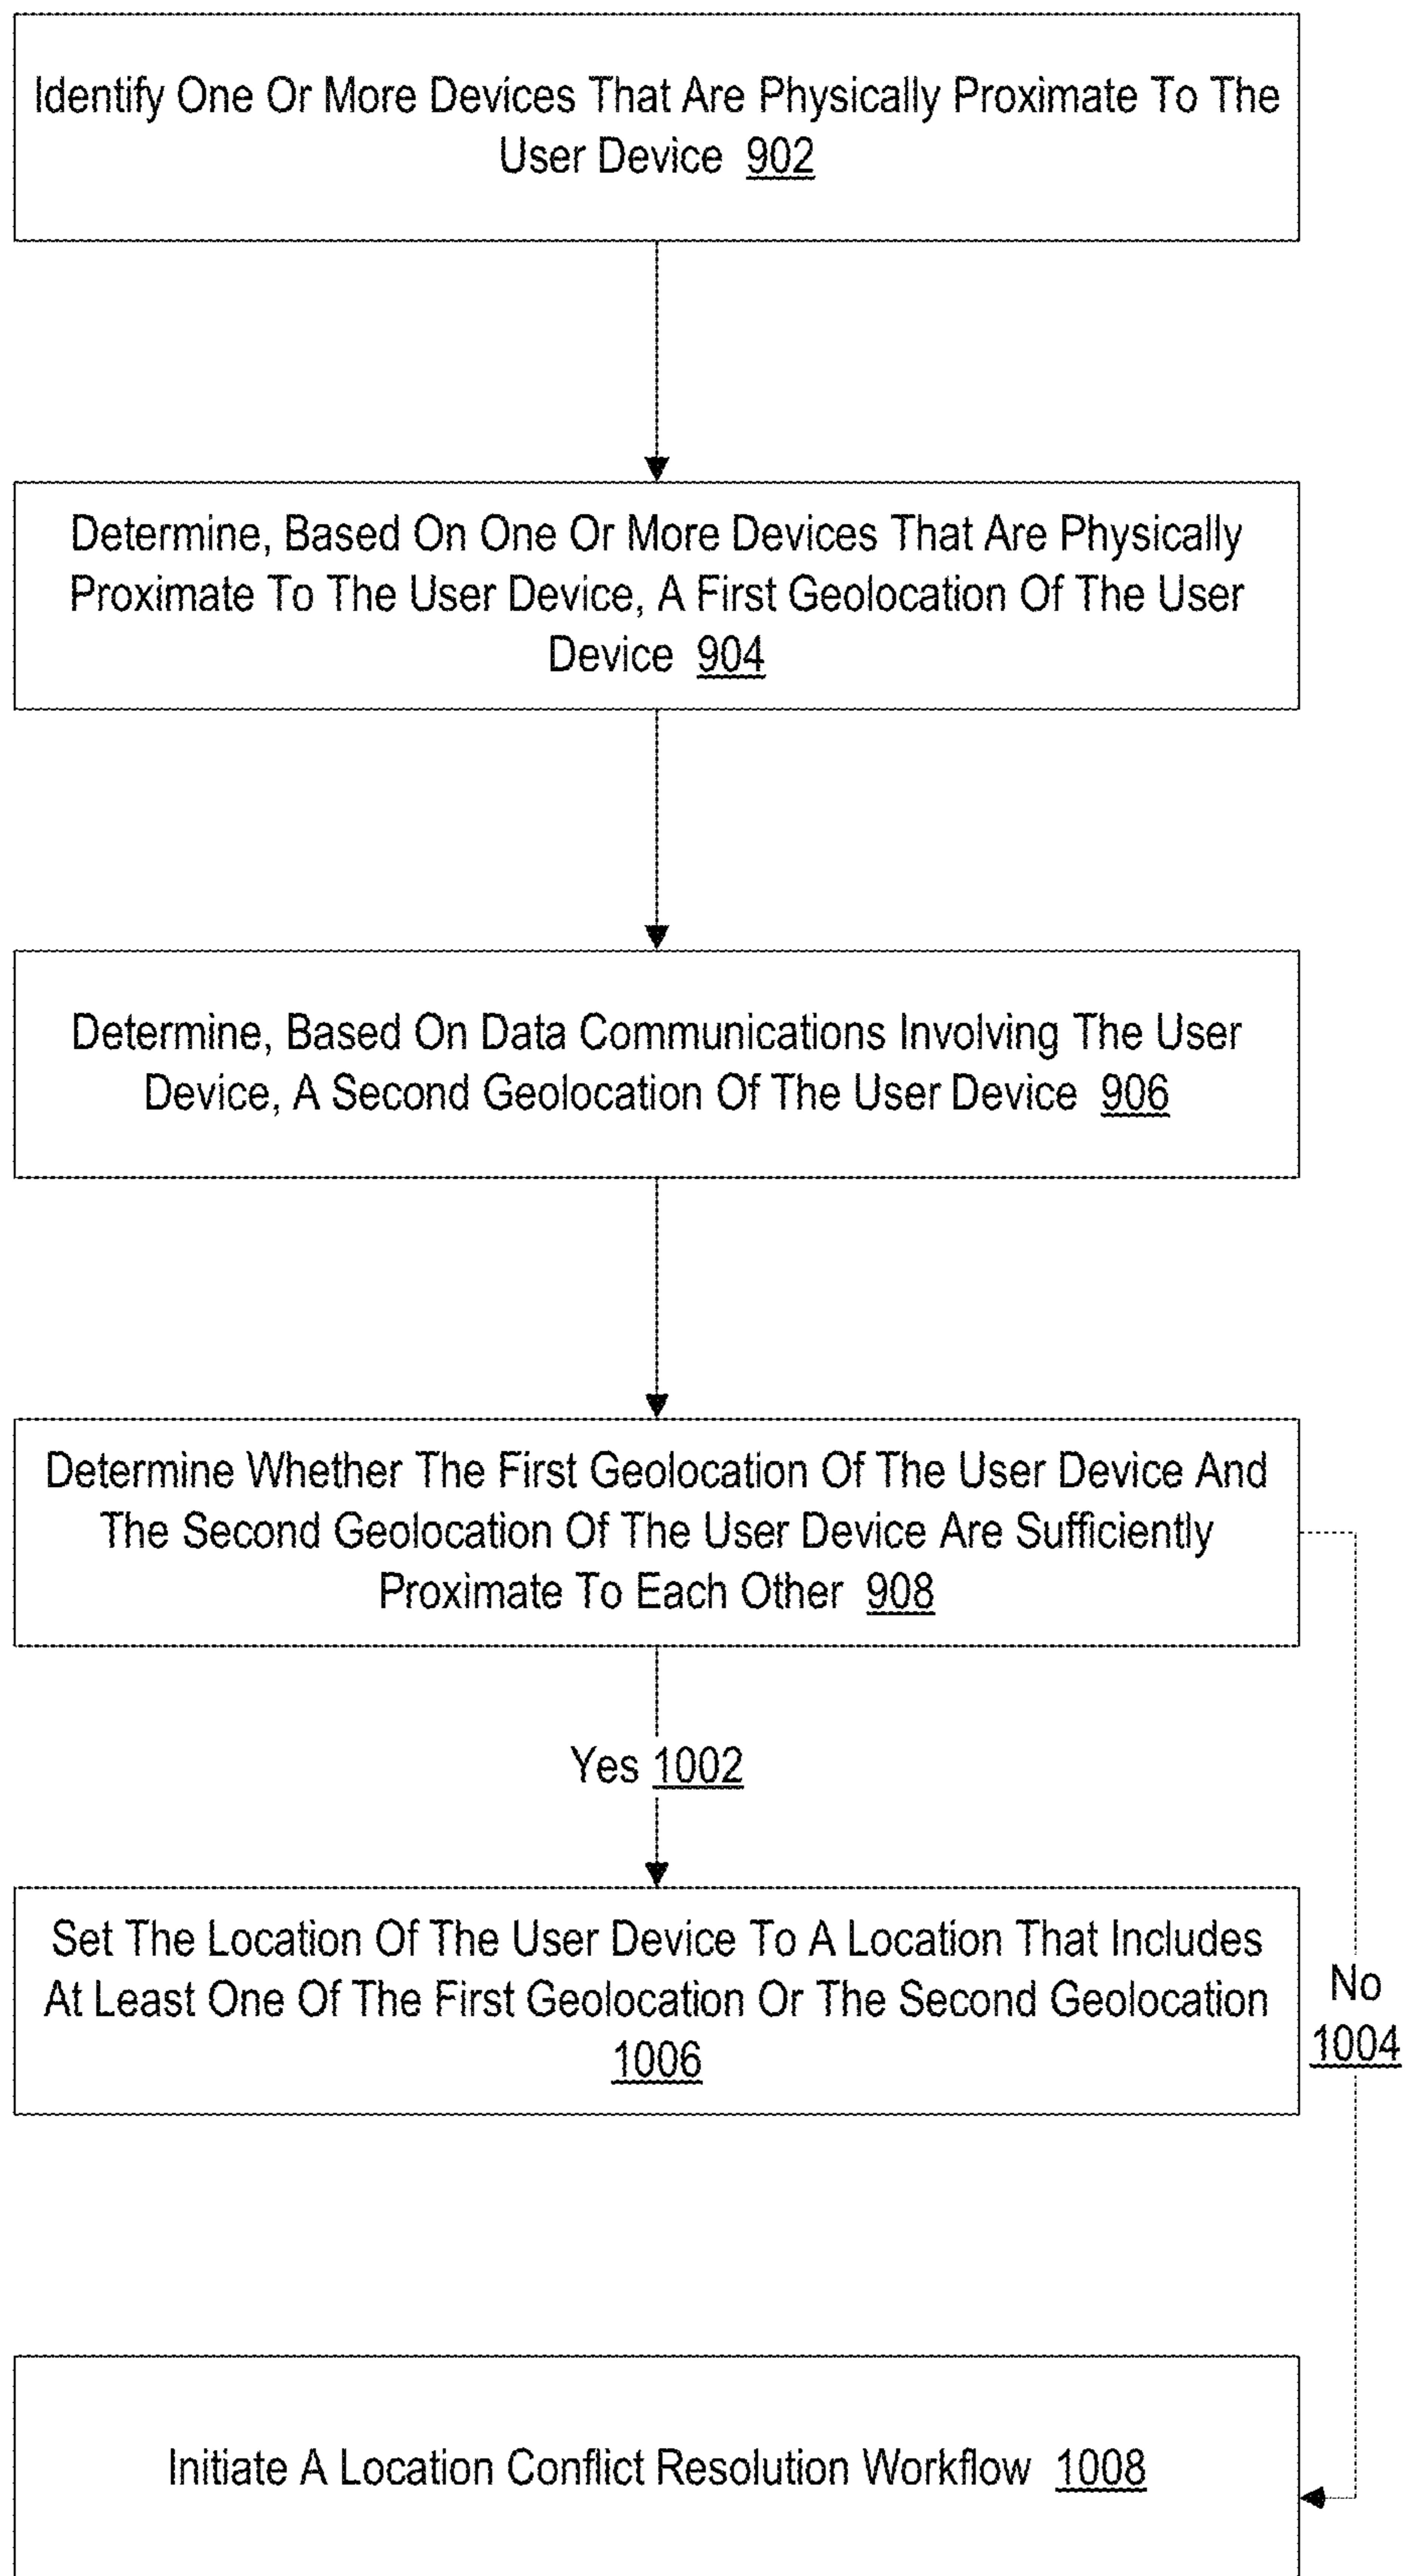 Identify One Or More Devices That Are Physically Proximate To The
User Device 902
Determine, Based On One Or More Devices That Are Physically
Proximate To The User Device, A First Geolocation Of The User
Device 904
Determine, Based On Data Communications Involving The User
Device, A Second Geolocation Of The User Device 906
Determine Whether The First Geolocation Of The User Device And
The Second Geolocation Of The User Device Are Sufficiently
Proximate To Each Other 908
Yes 1002
Set The Location Of The User Device To A Location That Includes
At Least One Of The First Geolocation Or The Second Geolocation
1006
No
1004
Initiate A Location Conflict Resolution Workflow 1008